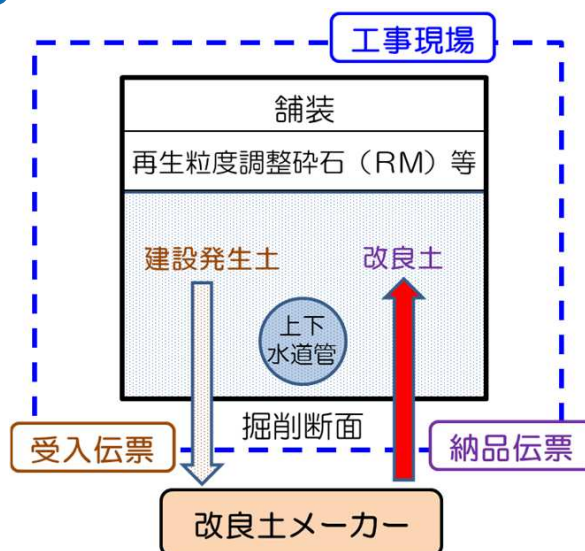 工事現場
舗装
再生粒度調整砕石（RM）等
建設発生土
改良土
上下
水道管
掘削断面
受入伝票
納品伝票
改良土メーカー